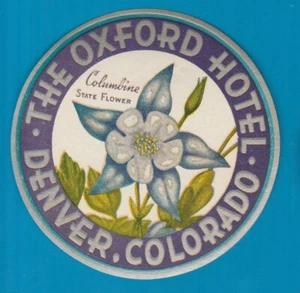 · THE OXFORD HOTEL ·
Columbine
STATE FLOWER
DENVER, COLORADO